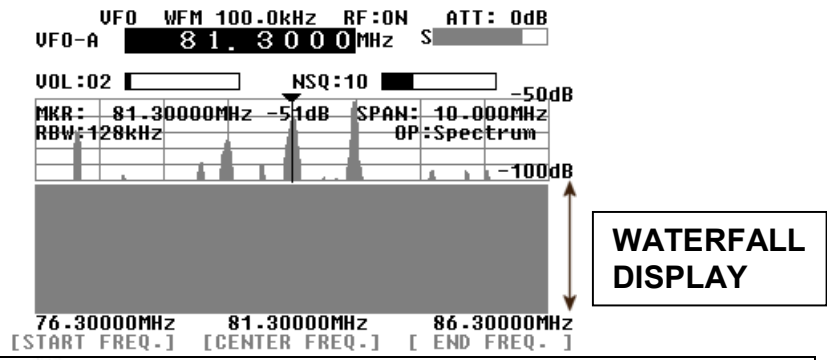 VFO WFM 100.0kHz RF:ON ATT: 0dB
VFO-A 81.3000MHz S
VOL:02 NSQ:10
-50dB
MKR: 81.30000MHz -51dB SPAN: 10.000MHz
RBW:128kHz OP:Spectrum
-100dB
WATERFALL
DISPLAY
76.30000MHz 81.30000MHz 86.30000MHz
[START FREQ.] [CENTER FREQ.] [ END FREQ. ]